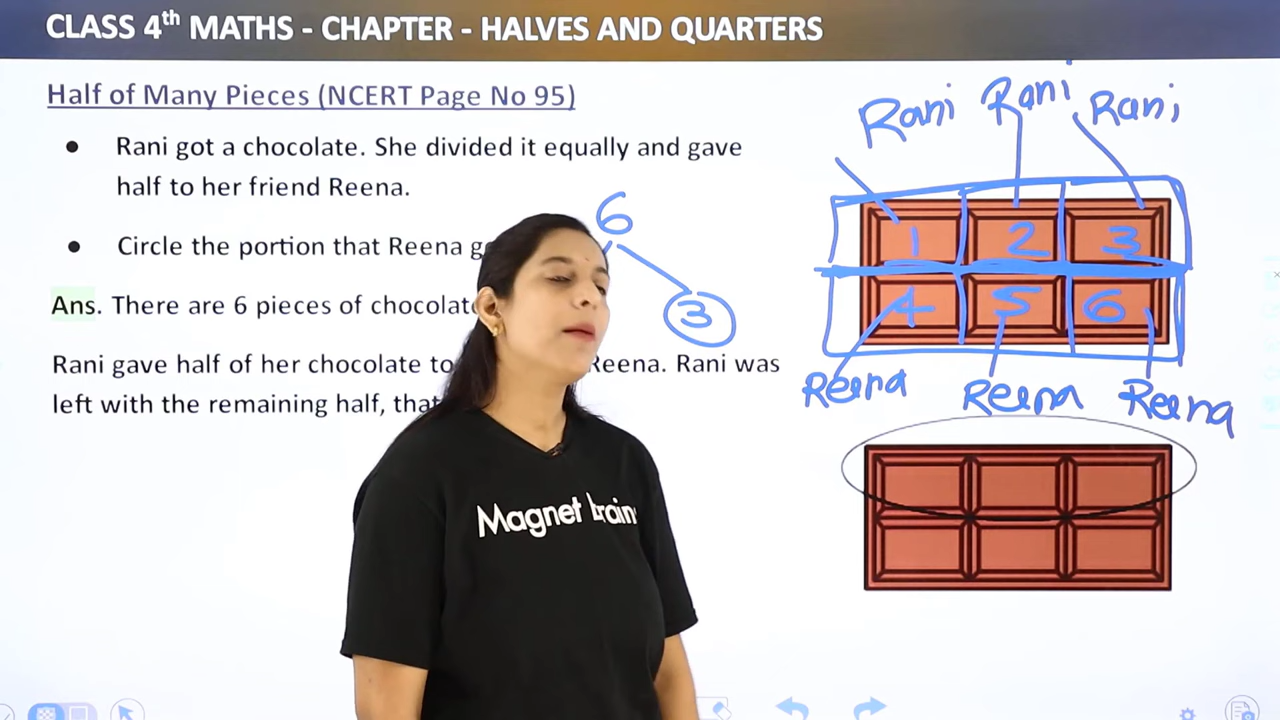 CLASS 4th MATHS - CHAPTER - HALVES AND QUARTERS
Half of Many Pieces (NCERT Page No 95)
● Rani got a chocolate. She divided it equally and gave
half to her friend Reena.
● Circle the portion that Reena
Ans. There are 6 pieces of
Rani gave half of her chocolate to Reena. Rani was
left with the remaining half,
6
3
Rani Rani Rani
1 2 3
4 5 6
Reena Reena Reena
Magnet brains